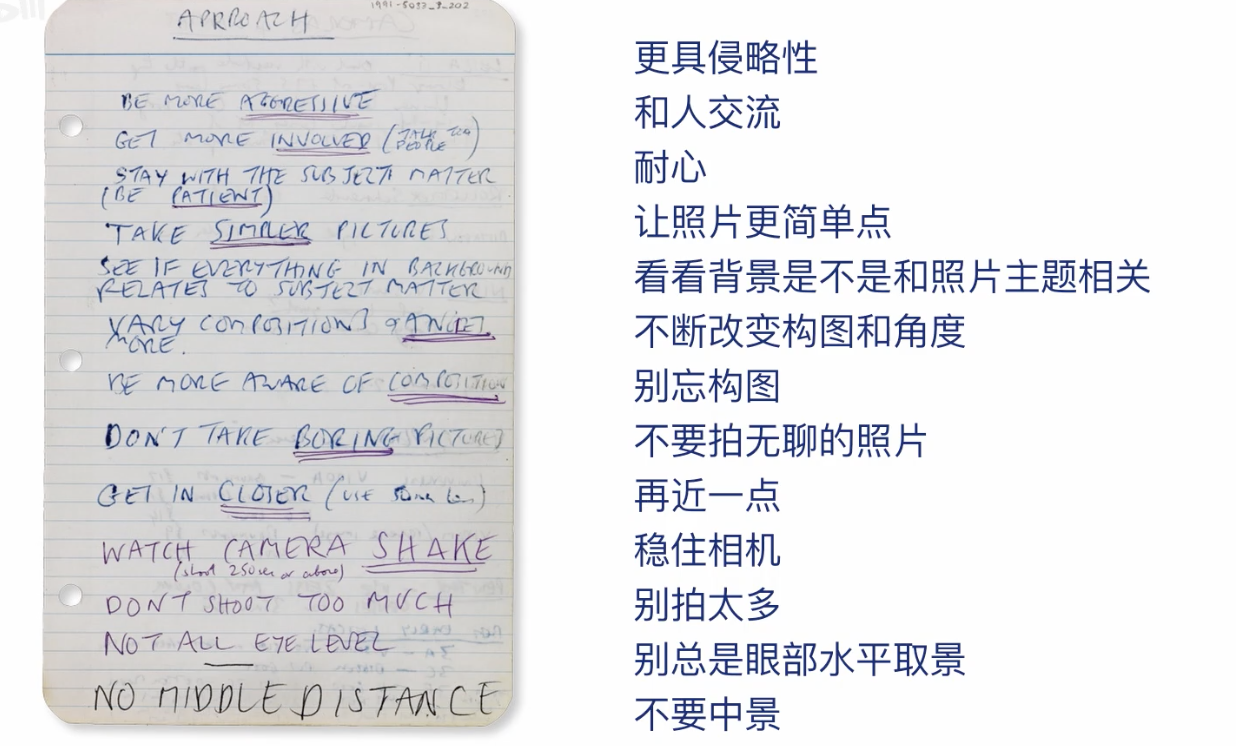 1991-5037_9_202
APPROACH
BE MORE AGGRESSIVE
GET MORE INVOLVED (TALK TOO
PEOPLE)
STAY WITH THE SUBJECT MATTER
(BE PATIENT)
TAKE SIMPLER PICTURES
SEE IF EVERYTHING IN BACKGROUND
RELATES TO SUBJECT MATTER
VARY COMPOSITIONS & ANGLES
MORE.
BE MORE AWARE OF COMPOSITION
DON'T TAKE BORING PICTURES
GET IN CLOSER (USE 50mm Lens)
WATCH CAMERA SHAKE
(shoot 250sec or above)
DON'T SHOOT TOO MUCH
NOT ALL EYE LEVEL
NO MIDDLE DISTANCE
更具侵略性
和人交流
耐心
让照片更简单点
看看背景是不是和照片主题相关
不断改变构图和角度
别忘构图
不要拍无聊的照片
再近一点
稳住相机
别拍太多
别总是眼部水平取景
不要中景